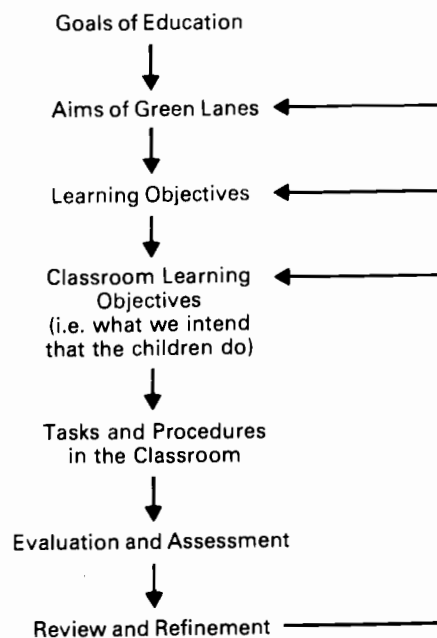 Goals of Education
Aims of Green Lanes
Learning Objectives
Classroom Learning
Objectives
(i.e. what we intend
that the children do)
Tasks and Procedures
in the Classroom
Evaluation and Assessment
Review and Refinement